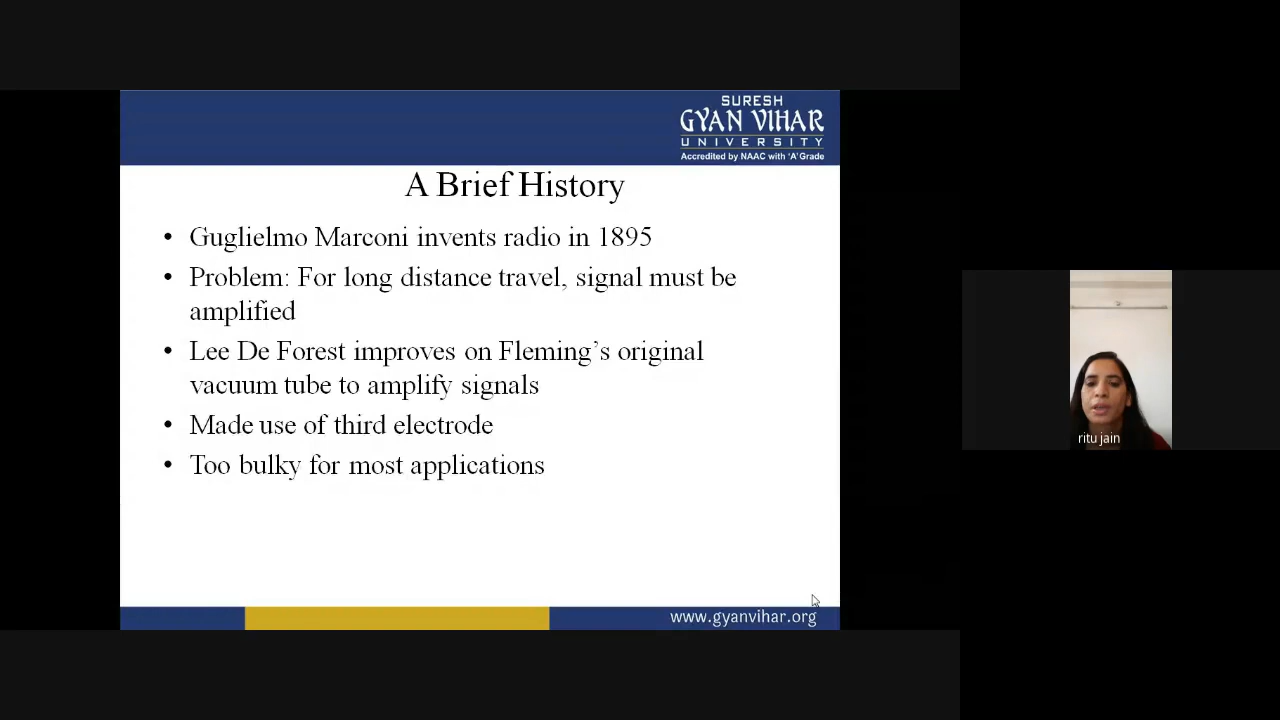 SURESH
GYAN VIHAR
UNIVERSITY
Accredited by NAAC with 'A' Grade
A Brief History
• Guglielmo Marconi invents radio in 1895
• Problem: For long distance travel, signal must be
amplified
• Lee De Forest improves on Fleming's original
vacuum tube to amplify signals
• Made use of third electrode
• Too bulky for most applications
ritu jain
www.gyanvihar.org